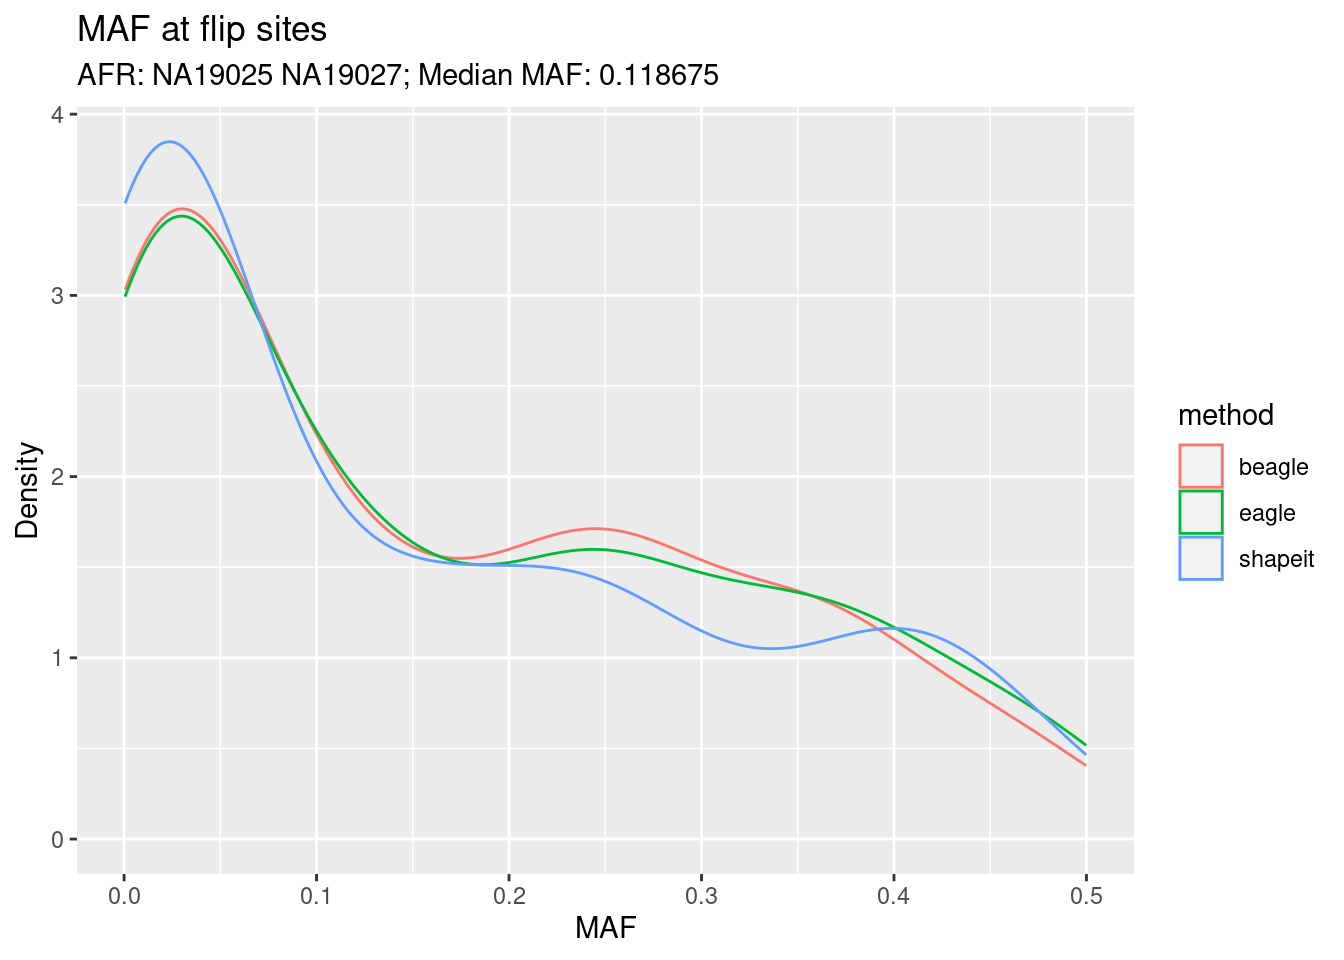 MAF at flip sites
AFR: NA19025 NA19027; Median MAF: 0.118675
4
3
2
1
0
Density
0.0 0.1 0.2 0.3 0.4 0.5
MAF
method
beagle
eagle
shapeit